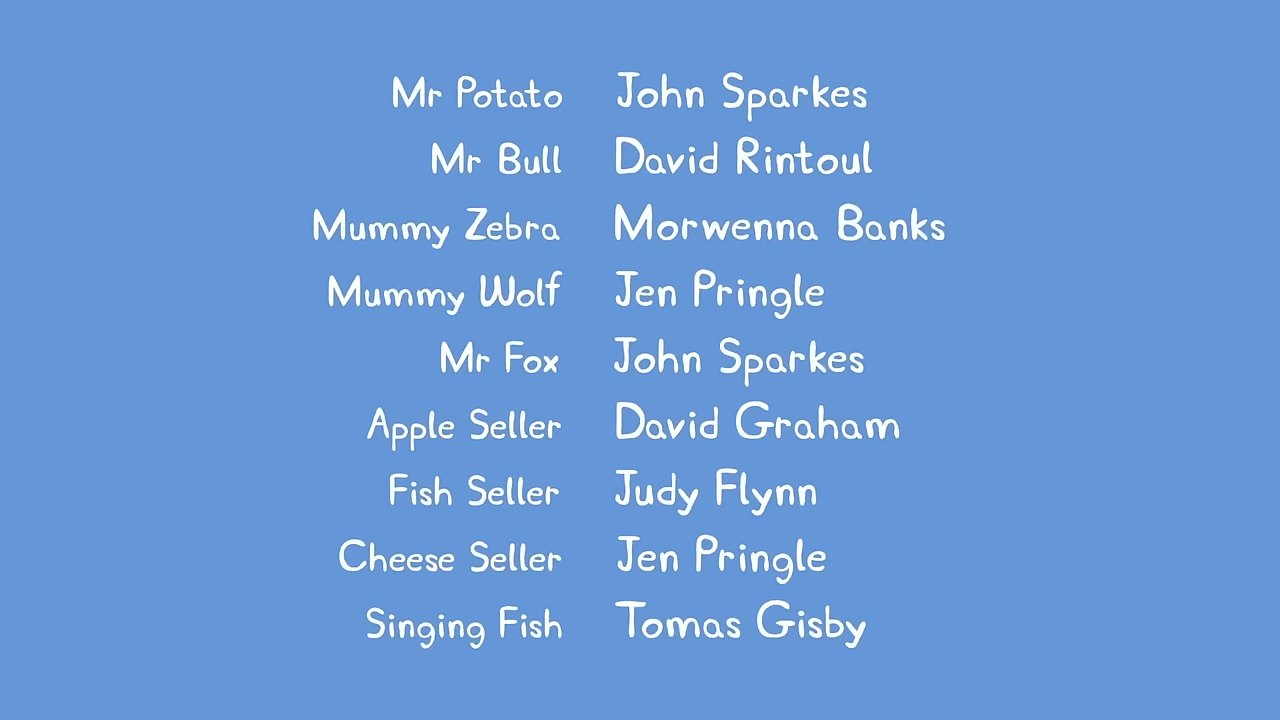 Mr Potato John Sparkes
Mr Bull David Rintoul
Mummy Zebra Morwenna Banks
Mummy Wolf Jen Pringle
Mr Fox John Sparkes
Apple Seller David Graham
Fish Seller Judy Flynn
Cheese Seller Jen Pringle
Singing Fish Tomas Gisby